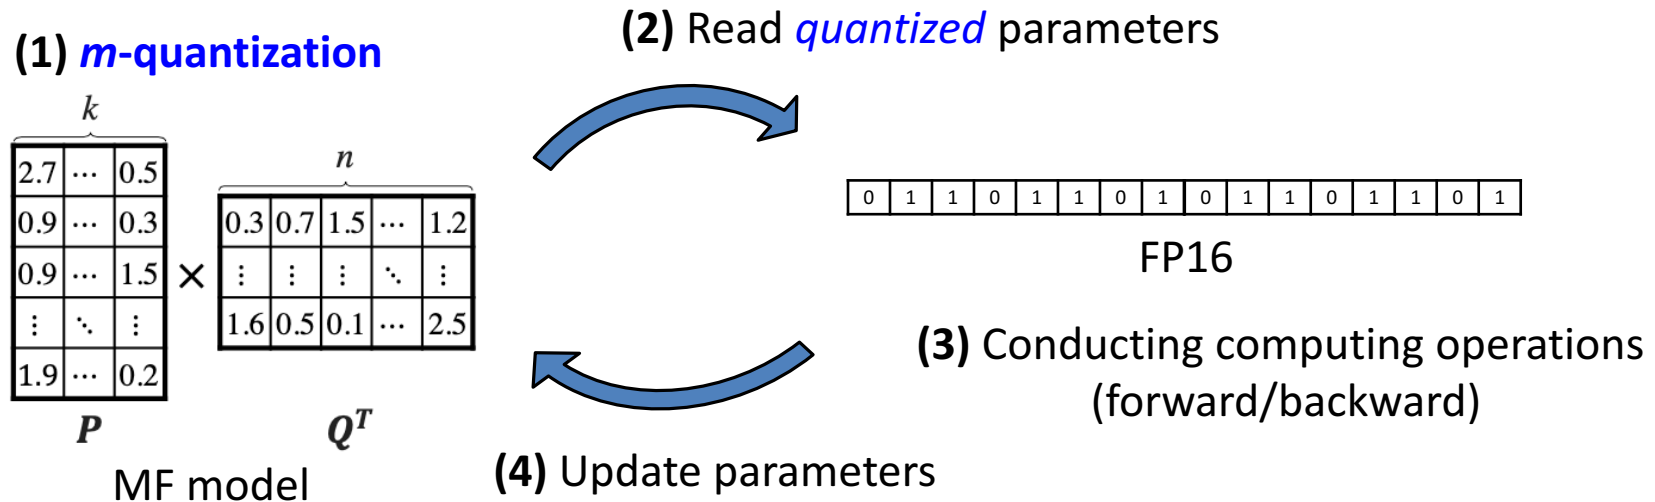 (1) m-quantization
(2) Read quantized parameters
k
2.7 ⋯ 0.5
0.9 ⋯ 0.3
0.9 ⋯ 1.5
⋮ ⋱ ⋮
1.9 ⋯ 0.2
P
×
n
0.3 0.7 1.5 ⋯ 1.2
⋮ ⋮ ⋮ ⋱ ⋮
1.6 0.5 0.1 ⋯ 2.5
Q^T
MF model
0 1 1 0 1 1 0 1 0 1 1 0 1 1 0 1
FP16
(3) Conducting computing operations
(forward/backward)
(4) Update parameters